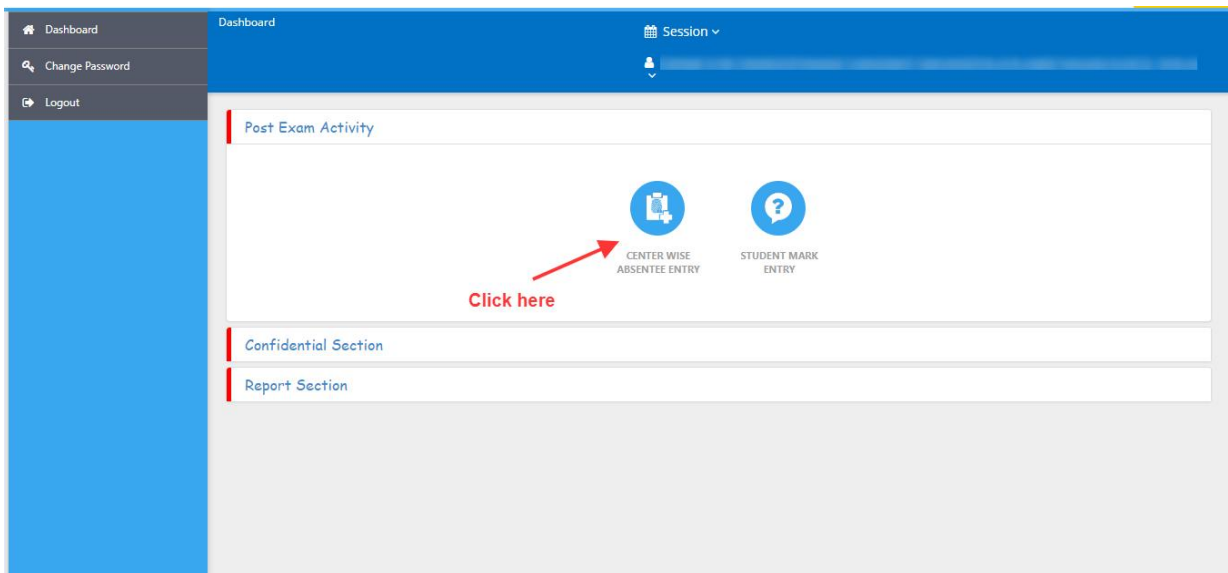 Dashboard
Change Password
Logout
Dashboard
Session
Post Exam Activity
CENTER WISE
ABSENTEE ENTRY
STUDENT MARK
ENTRY
Click here
Confidential Section
Report Section